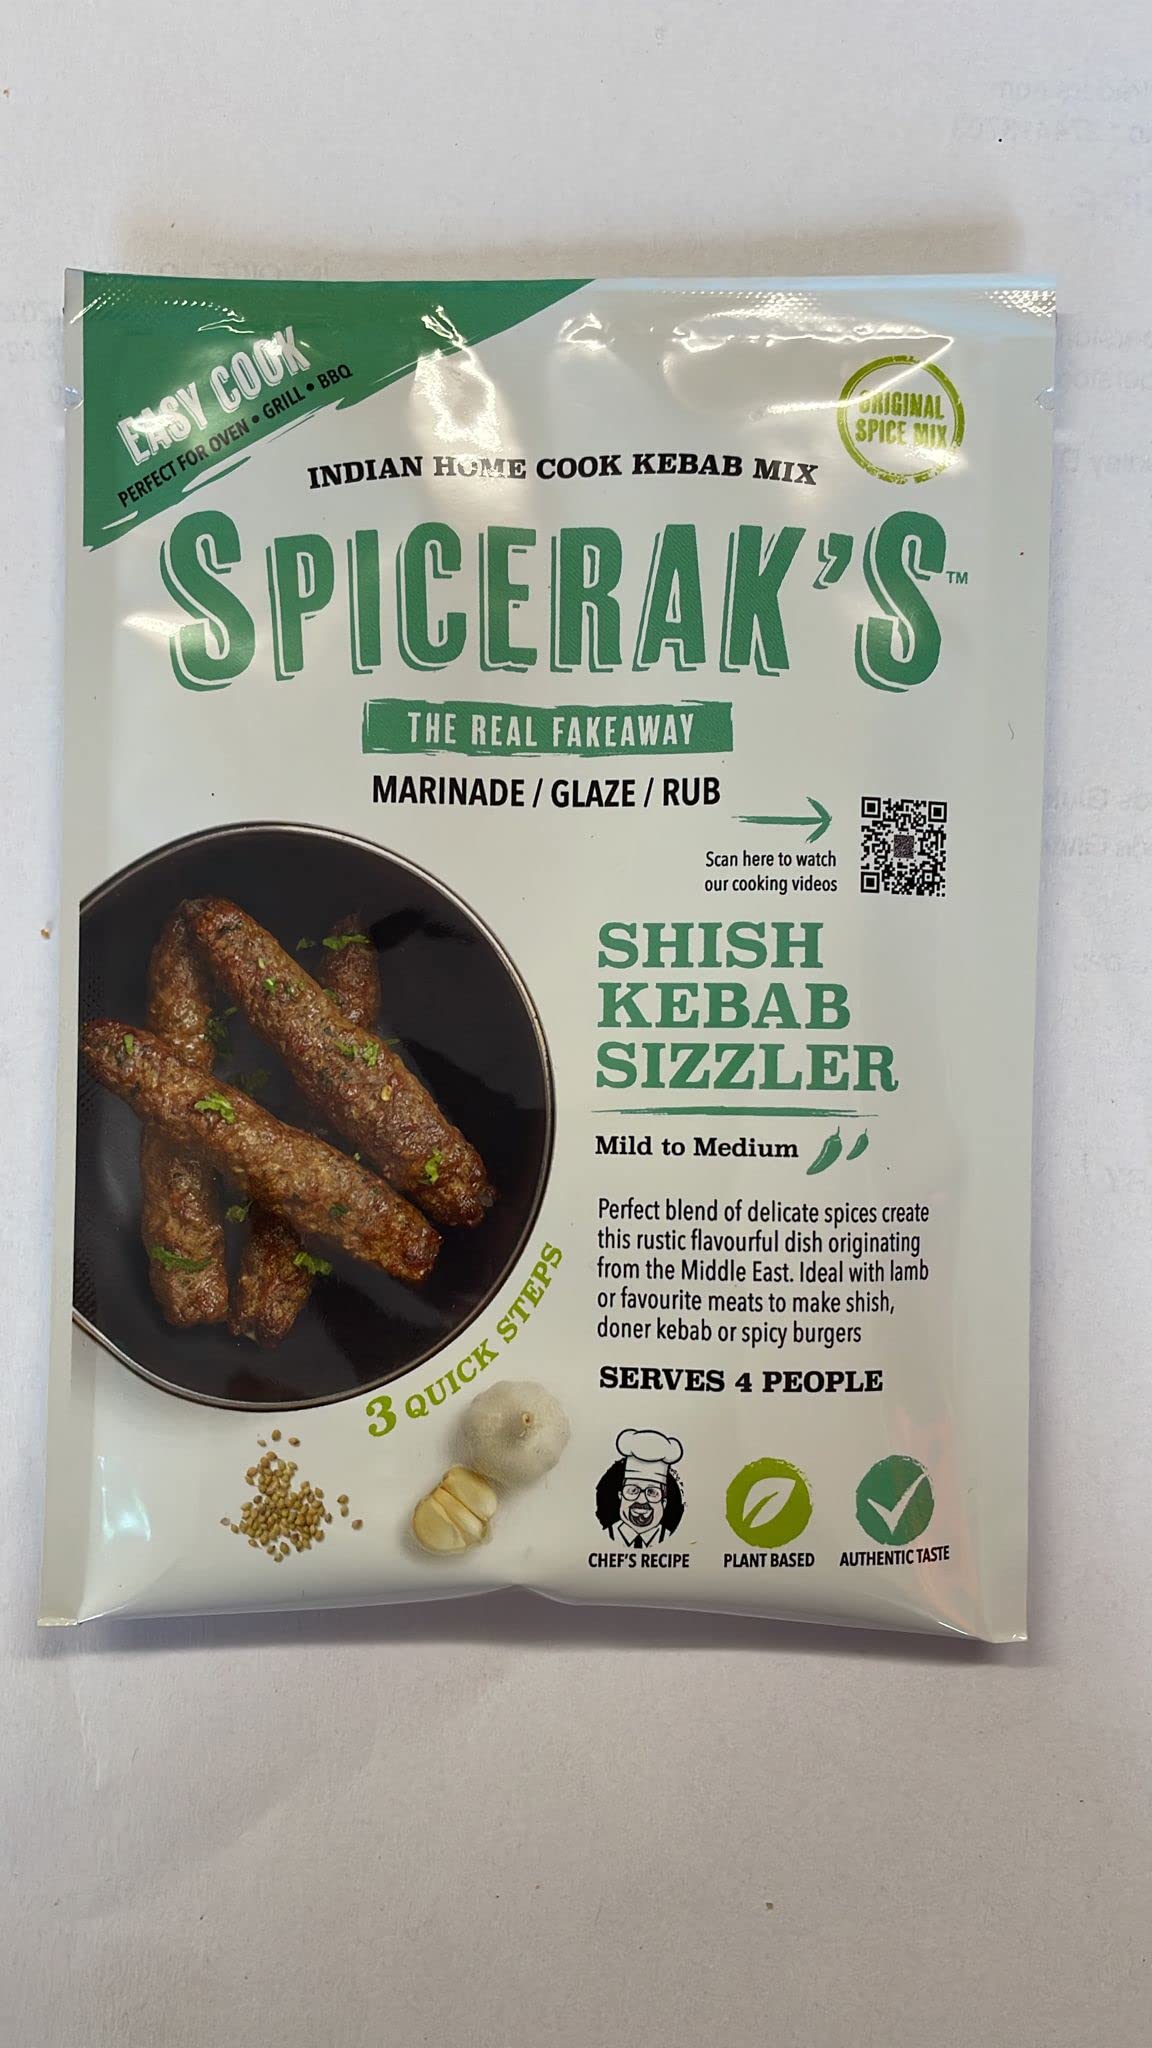 EASY COOK
PERFECT FOR OVEN • GRILL • BBQ
ORIGINAL
SPICE MIX
INDIAN HOME COOK KEBAB MIX
SPICERAK'S™
THE REAL FAKEAWAY
MARINADE / GLAZE / RUB
Scan here to watch
our cooking videos
SHISH
KEBAB
SIZZLER
Mild to Medium
Perfect blend of delicate spices create
this rustic flavourful dish originating
from the Middle East. Ideal with lamb
or favourite meats to make shish,
doner kebab or spicy burgers
3 QUICK STEPS
SERVES 4 PEOPLE
CHEF'S RECIPE
PLANT BASED
AUTHENTIC TASTE